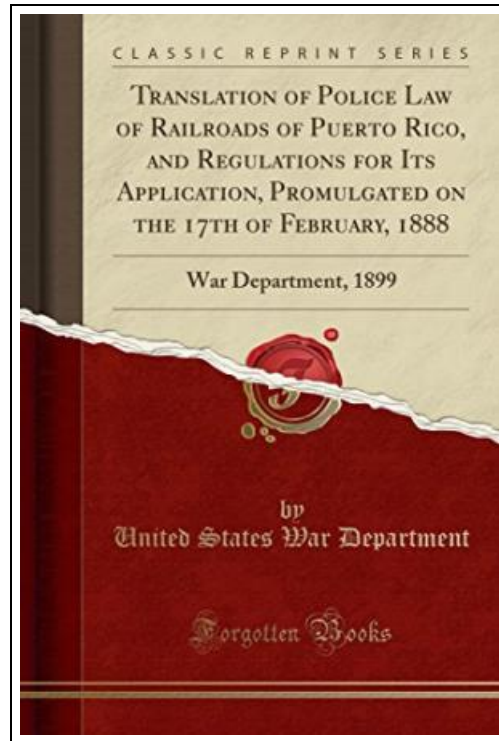 CLASSIC REPRINT SERIES
TRANSLATION OF POLICE LAW
OF RAILROADS OF PUERTO RICO,
AND REGULATIONS FOR ITS
APPLICATION, PROMULGATED ON
THE 17TH OF FEBRUARY, 1888
War Department, 1899
by
United States War Department
Forgotten Books